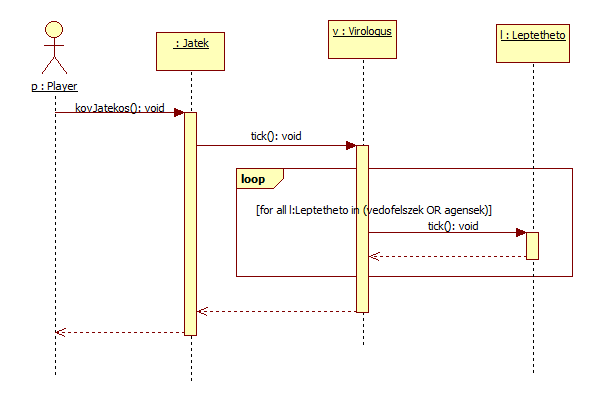 v : Virologus
l : Leptetheto
: Jatek
p : Player
kovJatekos(): void
tick(): void
loop
[for all l:Leptetheto in (vedofelszek OR agensek)]
tick(): void